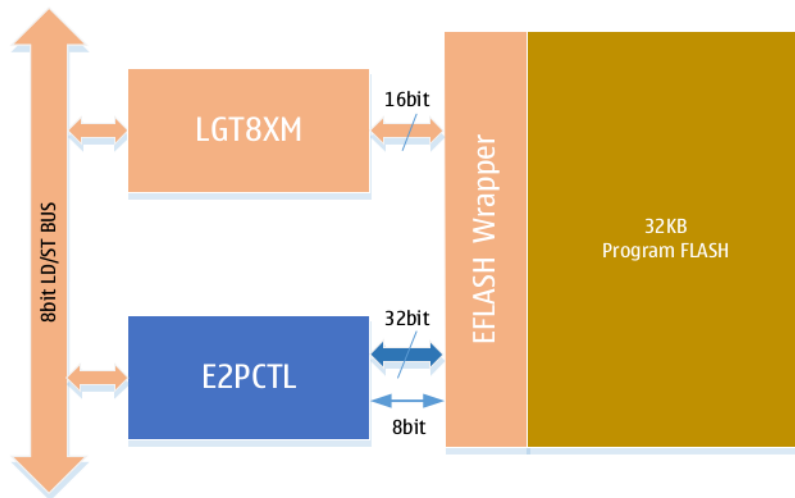 8bit LD/ST BUS
LGT8XM
16bit
E2PCTL
32bit
8bit
EFLASH Wrapper
32KB
Program FLASH